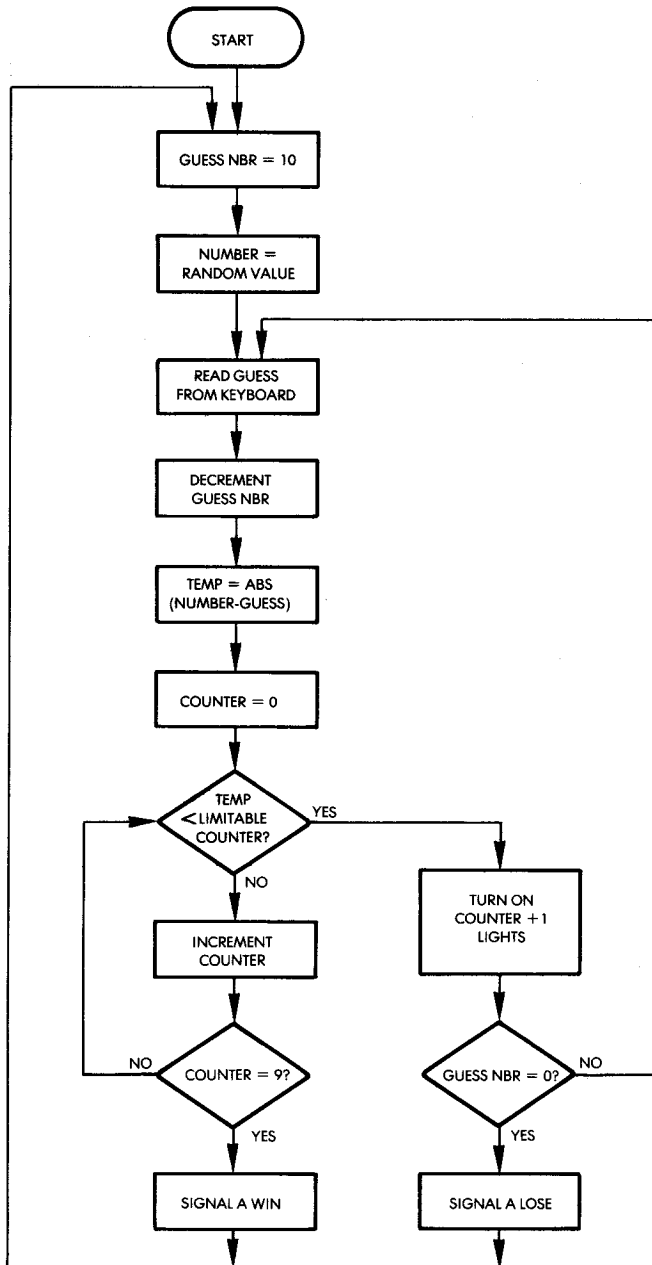 START
GUESS NBR = 10
NUMBER =
RANDOM VALUE
READ GUESS
FROM KEYBOARD
DECREMENT
GUESS NBR
TEMP = ABS
(NUMBER-GUESS)
COUNTER = 0
TEMP
<LIMITABLE
COUNTER?
YES
NO
TURN ON
COUNTER +1
LIGHTS
INCREMENT
COUNTER
NO
COUNTER = 9?
YES
GUESS NBR = 0?
NO
YES
SIGNAL A WIN
SIGNAL A LOSE